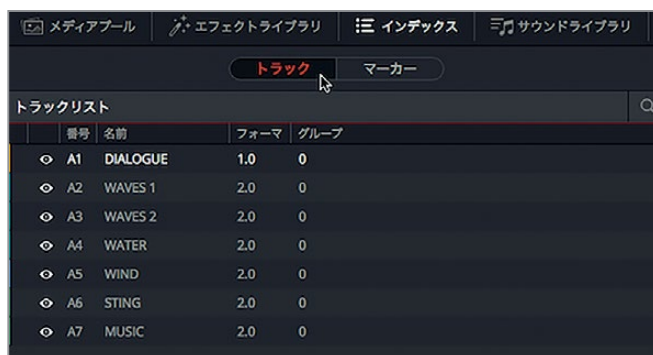 メディアプール エフェクトライブラリ インデックス サウンドライブラリ
トラック マーカー
トラックリスト
番号 名前 フォーマ グループ
A1 DIALOGUE 1.0 0
A2 WAVES 1 2.0 0
A3 WAVES 2 2.0 0
A4 WATER 2.0 0
A5 WIND 2.0 0
A6 STING 2.0 0
A7 MUSIC 2.0 0